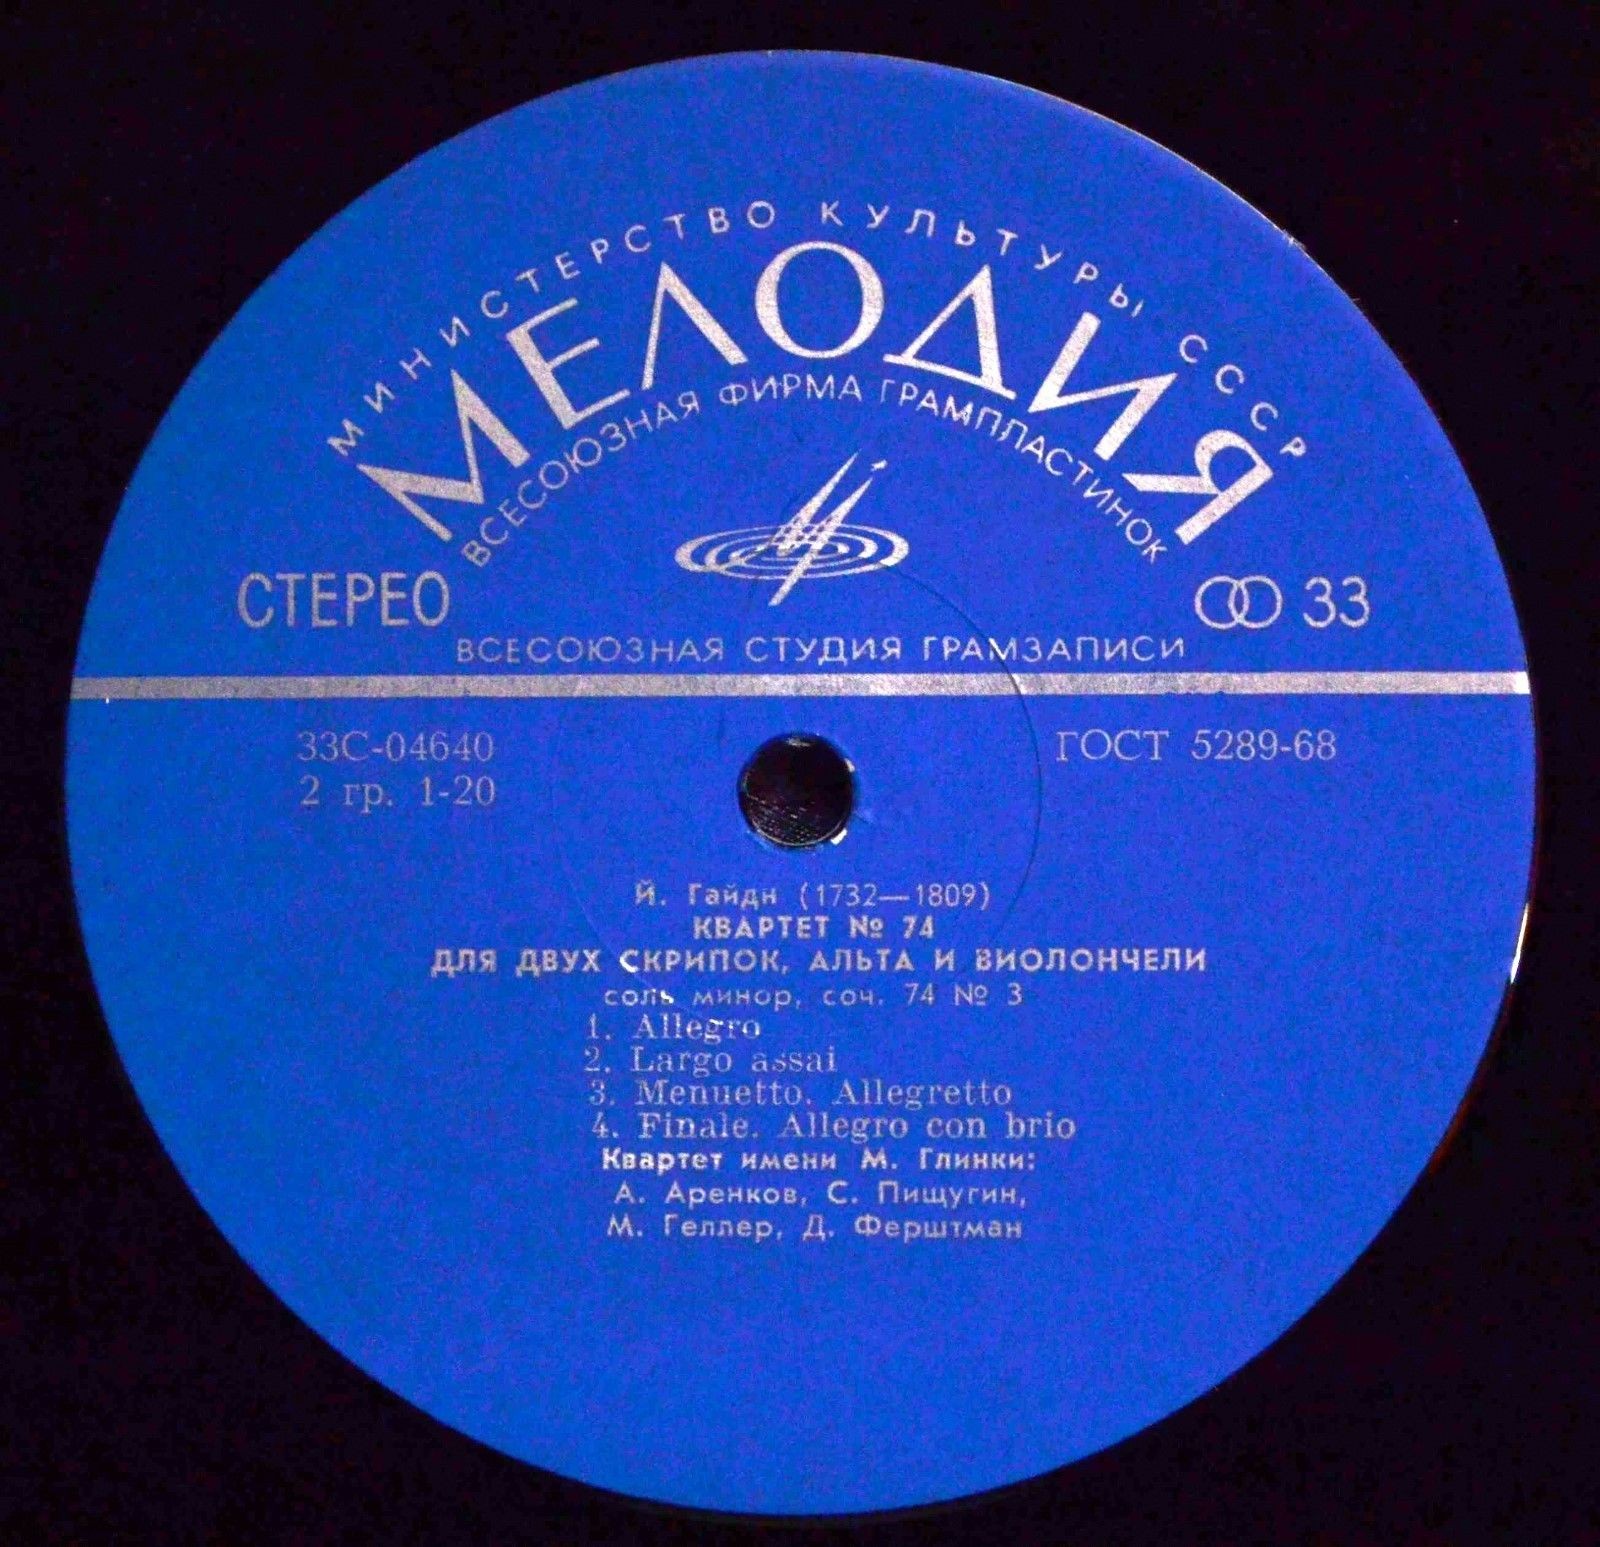 МИНИСТЕРСТВО КУЛЬТУРЫ СССР
МЕЛОДИЯ
ВСЕСОЮЗНАЯ ФИРМА ГРАМПЛАСТИНОК
СТЕРЕО
33
ВСЕСОЮЗНАЯ СТУДИЯ ГРАМЗАПИСИ
33С-04640
2 гр. 1-20
ГОСТ 5289-68
Й. Гайдн (1732—1809)
КВАРТЕТ № 74
ДЛЯ ДВУХ СКРИПОК, АЛЬТА И ВИОЛОНЧЕЛИ
соль минор, соч. 74 № 3
1. Allegro
2. Largo assai
3. Menuetto. Allegretto
4. Finale. Allegro con brio
Квартет имени М. Глинки:
А. Аренков, С. Пищугин,
М. Геллер, Д. Ферштман